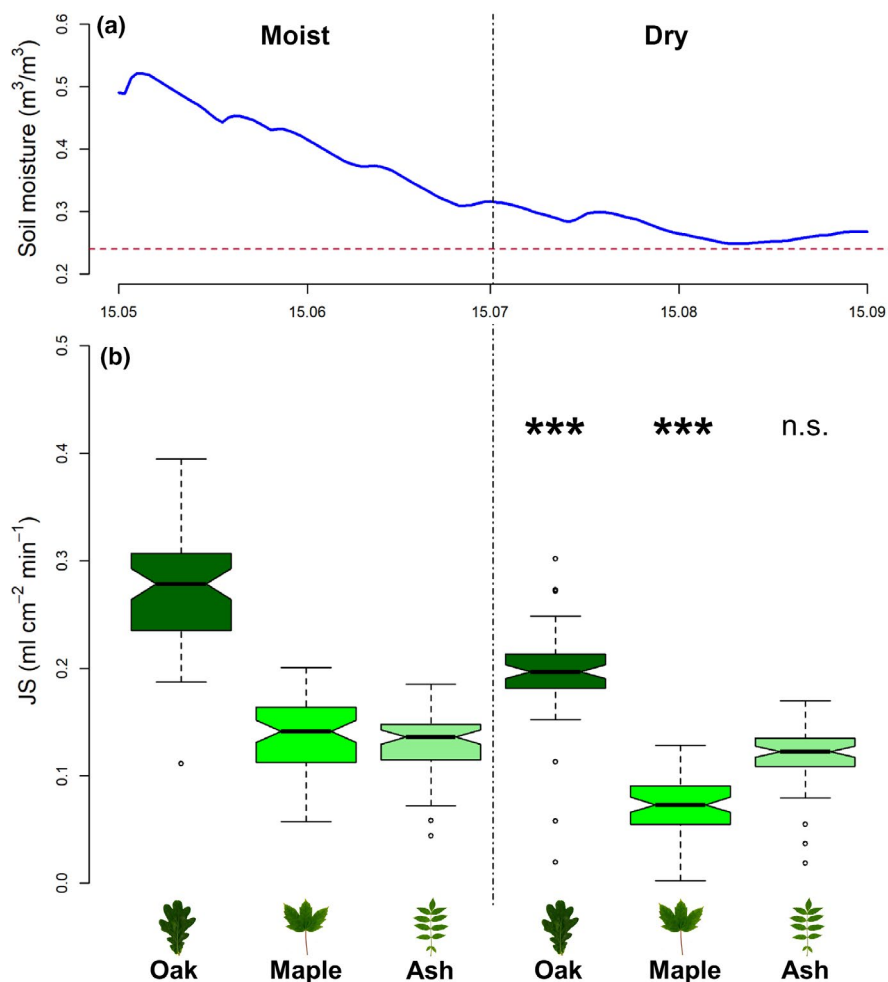 (a)
Moist
Dry
Soil moisture (m³/m³)
0.6
0.5
0.4
0.3
0.2
15.05 15.06 15.07 15.08 15.09
(b)
JS (ml cm⁻² min⁻¹)
0.5
0.4
0.3
0.2
0.1
0.0
*** *** n.s.
Oak Maple Ash Oak Maple Ash